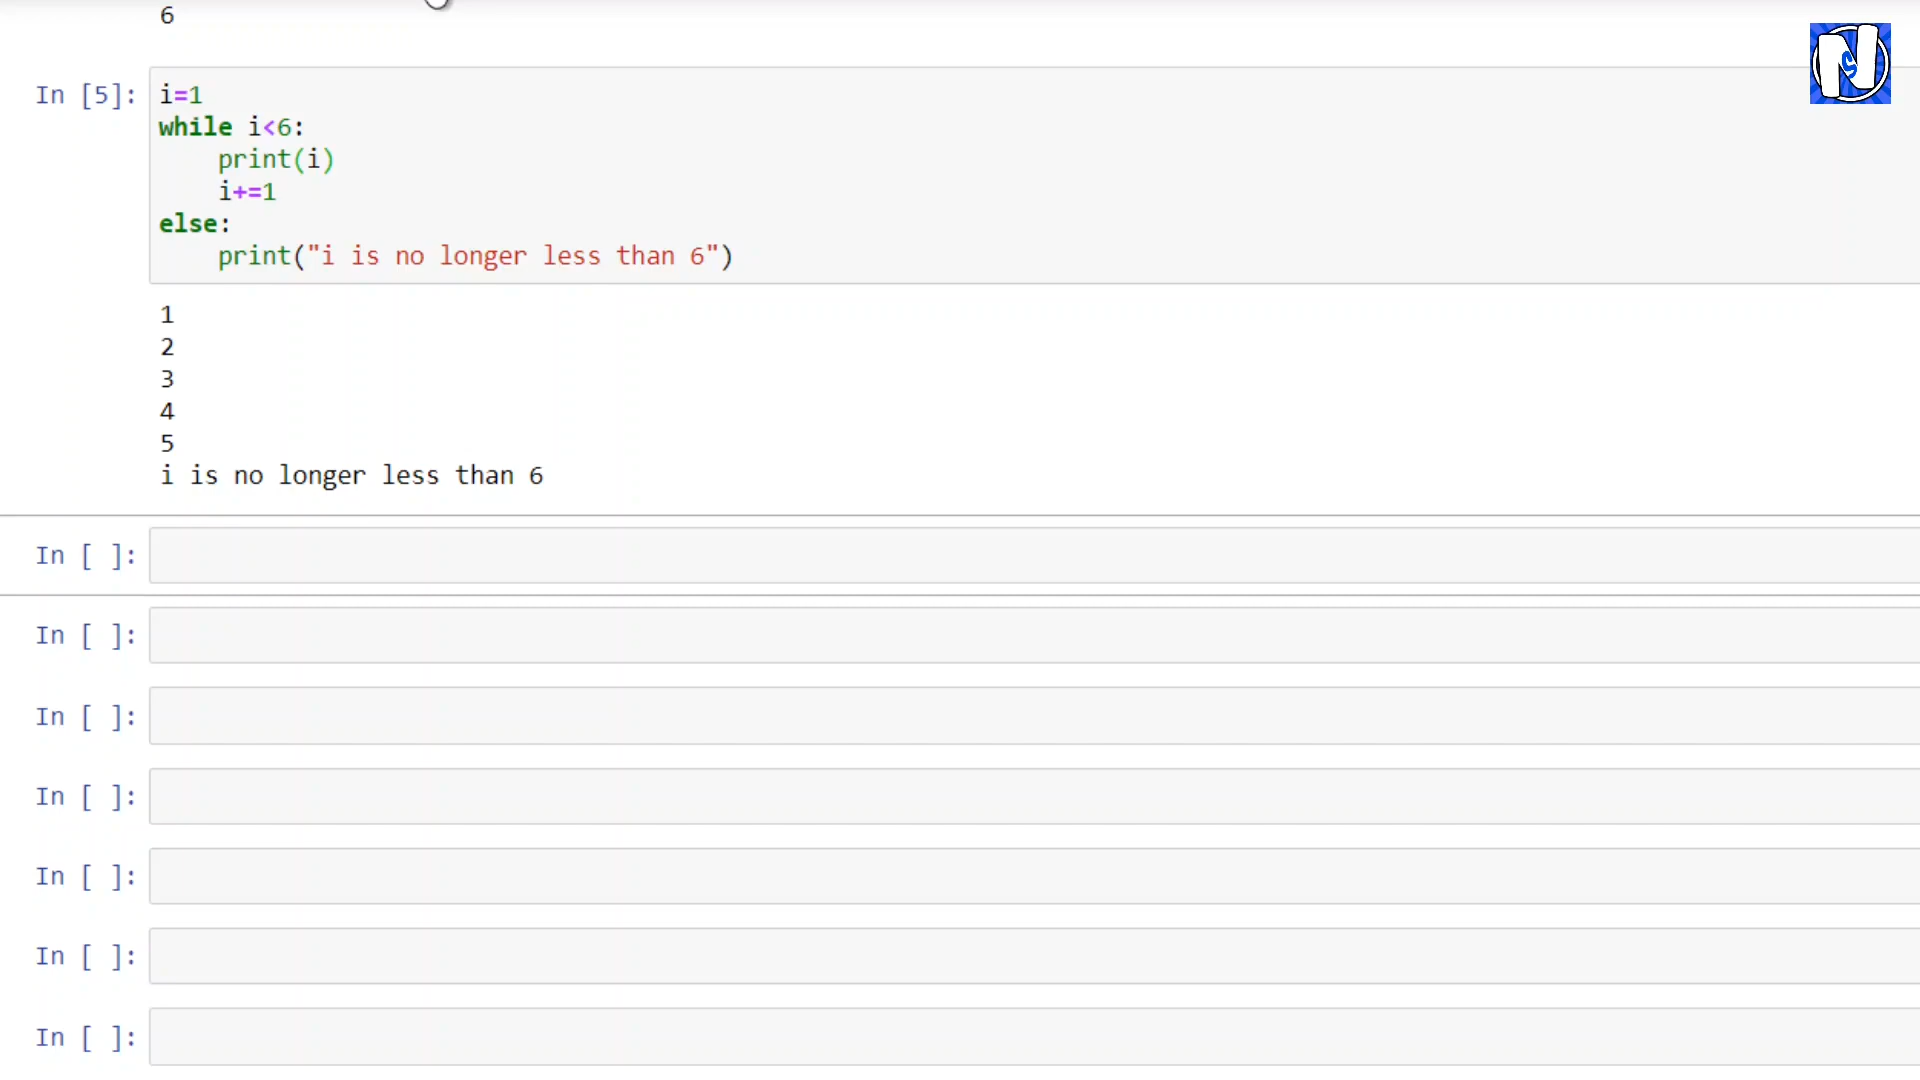 6
In [5]: i=1
while i<6:
    print(i)
    i+=1
else:
    print("i is no longer less than 6")
1
2
3
4
5
i is no longer less than 6
In [ ]:
In [ ]:
In [ ]:
In [ ]:
In [ ]:
In [ ]:
In [ ]:
NS